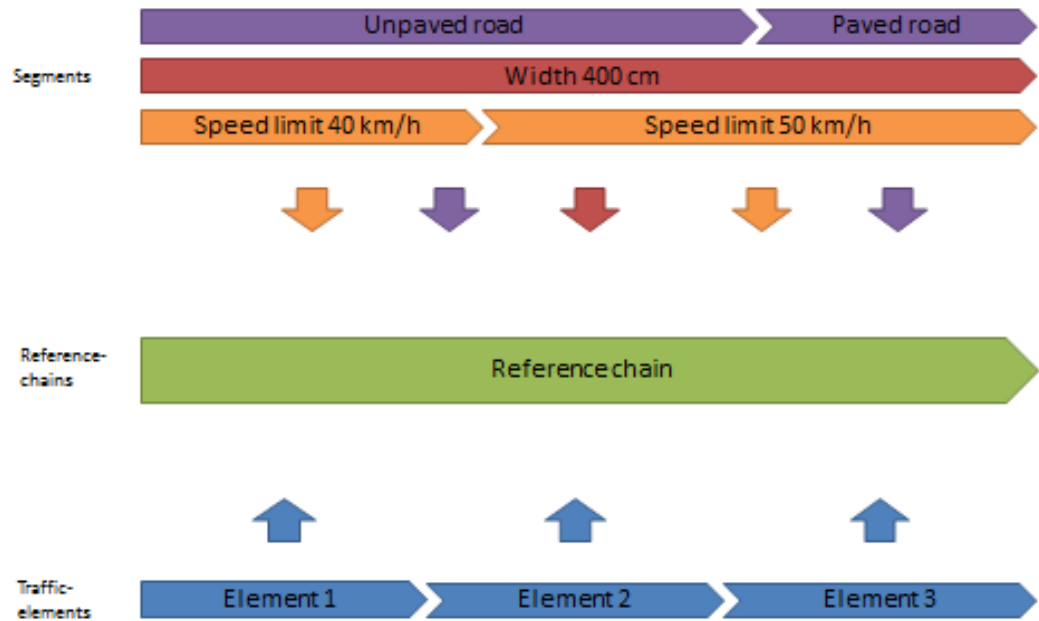 Unpaved road
Paved road
Segments
Width 400 cm
Speed limit 40 km/h
Speed limit 50 km/h
Reference-
chains
Reference chain
Traffic-
elements
Element 1
Element 2
Element 3